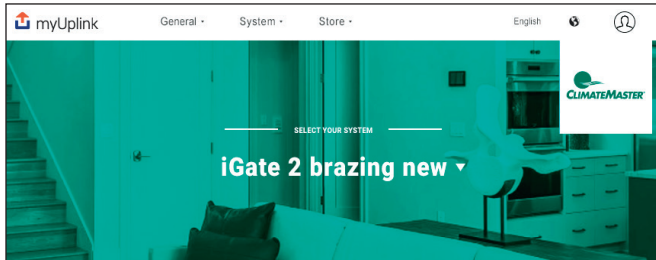 myUplink General System Store English
CLIMATEMASTER
SELECT YOUR SYSTEM
iGate 2 brazing new